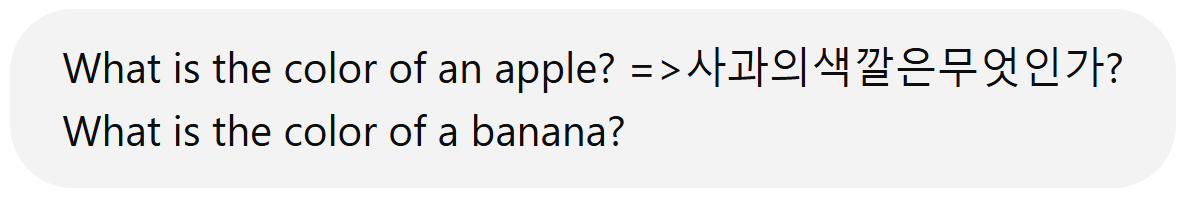 What is the color of an apple? =>사과의색깔은무엇인가?
What is the color of a banana?